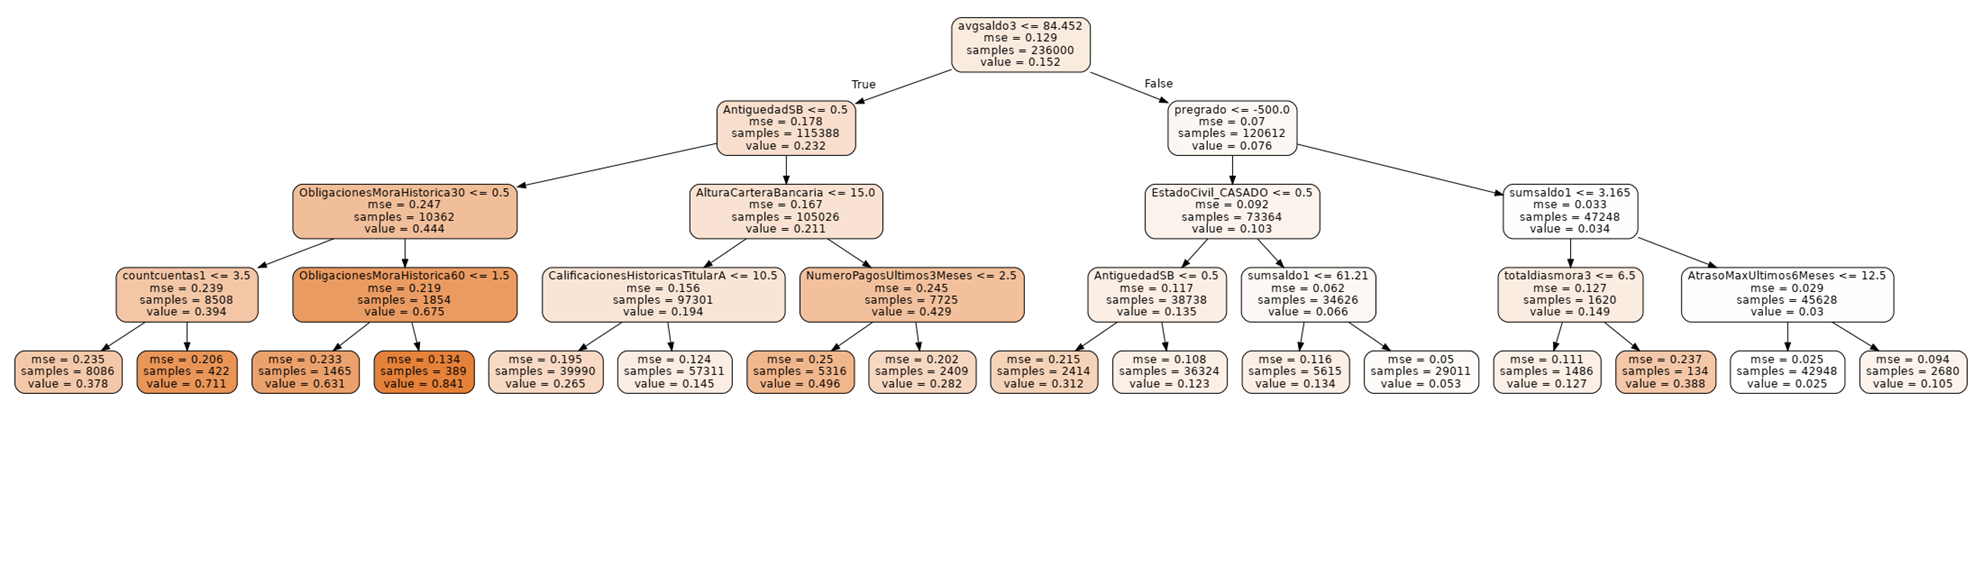 avgsaldo3 <= 84.452
mse = 0.129
samples = 236000
value = 0.152
True
False
AntiguedadSB <= 0.5
mse = 0.178
samples = 115388
value = 0.232
pregrado <= -500.0
mse = 0.07
samples = 120612
value = 0.076
ObligacionesMoraHistorica30 <= 0.5
mse = 0.247
samples = 10362
value = 0.444
AlturaCarteraBancaria <= 15.0
mse = 0.167
samples = 105026
value = 0.211
EstadoCivil_CASADO <= 0.5
mse = 0.092
samples = 73364
value = 0.103
sumsaldo1 <= 3.165
mse = 0.033
samples = 47248
value = 0.034
countcuentas1 <= 3.5
mse = 0.239
samples = 8508
value = 0.394
ObligacionesMoraHistorica60 <= 1.5
mse = 0.219
samples = 1854
value = 0.675
CalificacionesHistoricasTitularA <= 10.5
mse = 0.156
samples = 97301
value = 0.194
NumeroPagosUltimos3Meses <= 2.5
mse = 0.245
samples = 7725
value = 0.429
AntiguedadSB <= 0.5
mse = 0.117
samples = 38738
value = 0.135
sumsaldo1 <= 61.21
mse = 0.062
samples = 34626
value = 0.066
totaldiasmora3 <= 6.5
mse = 0.127
samples = 1620
value = 0.149
AtrasoMaxUltimos6Meses <= 12.5
mse = 0.029
samples = 45628
value = 0.03
mse = 0.235
samples = 8086
value = 0.378
mse = 0.206
samples = 422
value = 0.711
mse = 0.233
samples = 1465
value = 0.631
mse = 0.134
samples = 389
value = 0.841
mse = 0.195
samples = 39990
value = 0.265
mse = 0.124
samples = 57311
value = 0.145
mse = 0.25
samples = 5316
value = 0.496
mse = 0.202
samples = 2409
value = 0.282
mse = 0.215
samples = 2414
value = 0.312
mse = 0.108
samples = 36324
value = 0.123
mse = 0.116
samples = 5615
value = 0.134
mse = 0.05
samples = 29011
value = 0.053
mse = 0.111
samples = 1486
value = 0.127
mse = 0.237
samples = 134
value = 0.388
mse = 0.025
samples = 42948
value = 0.025
mse = 0.094
samples = 2680
value = 0.105